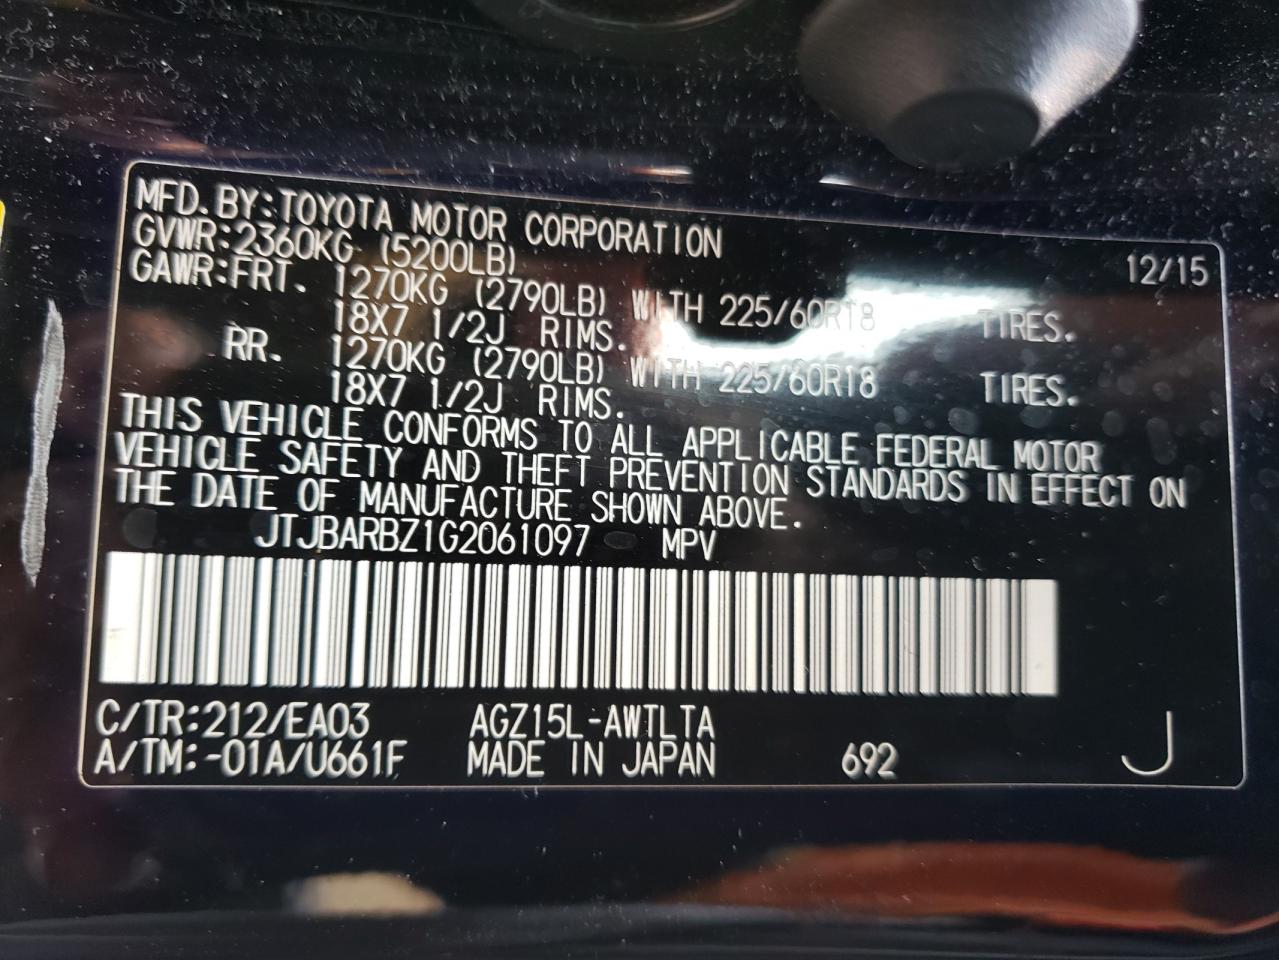 MFD.BY:TOYOTA MOTOR CORPORATION 12/15
GVWR:2360KG (5200LB)
GAWR:FRT. 1270KG (2790LB) WITH 225/60R18 TIRES.
18X7 1/2J RIMS.
RR. 1270KG (2790LB) WITH 225/60R18 TIRES.
18X7 1/2J RIMS.
THIS VEHICLE CONFORMS TO ALL APPLICABLE FEDERAL MOTOR
VEHICLE SAFETY AND THEFT PREVENTION STANDARDS IN EFFECT ON
THE DATE OF MANUFACTURE SHOWN ABOVE.
JTJBARBZ1G2061097 MPV
C/TR:212/EA03 AGZ15L-AWTLTA
A/TM:-01A/U661F MADE IN JAPAN 692 J